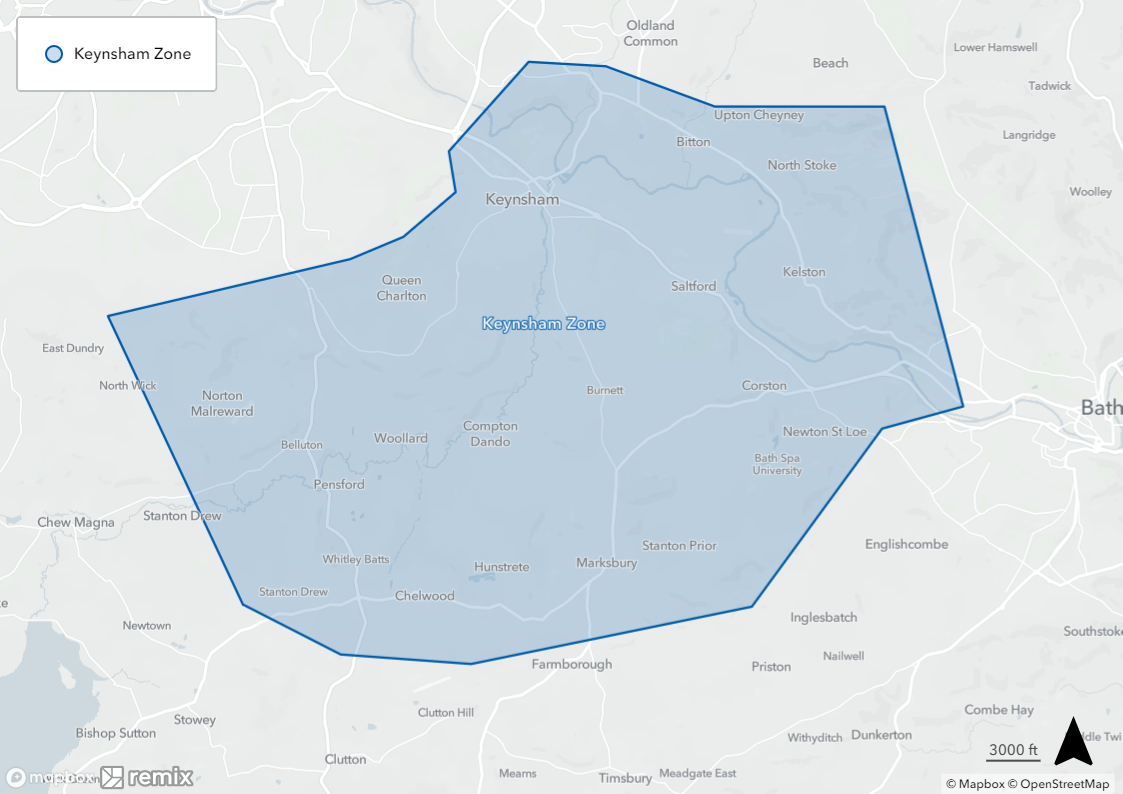 Keynsham Zone
Oldland
Common
Lower Hamswell
Beach
Tadwick
Upton Cheyney
Langridge
Bitton
North Stoke
Woolley
Keynsham
Kelston
Queen
Charlton
Saltford
Keynsham Zone
East Dundry
North Wick
Corston
Burnett
Norton
Malreward
Bath
Compton
Dando
Newton St Loe
Woollard
Belluton
Bath Spa
University
Pensford
Stanton Drew
Chew Magna
Stanton Prior
Englishcombe
Whitley Batts
Hunstrete
Marksbury
Stanton Drew
Chelwood
Inglesbatch
Newtown
Southstoke
Nailwell
Farmborough
Priston
Clutton Hill
Combe Hay
Stowey
Bishop Sutton
Withyditch
Dunkerton
3000 ft
Clutton
Mearns
Timsbury
Meadgate East
mapbox
remix
© Mapbox © OpenStreetMap